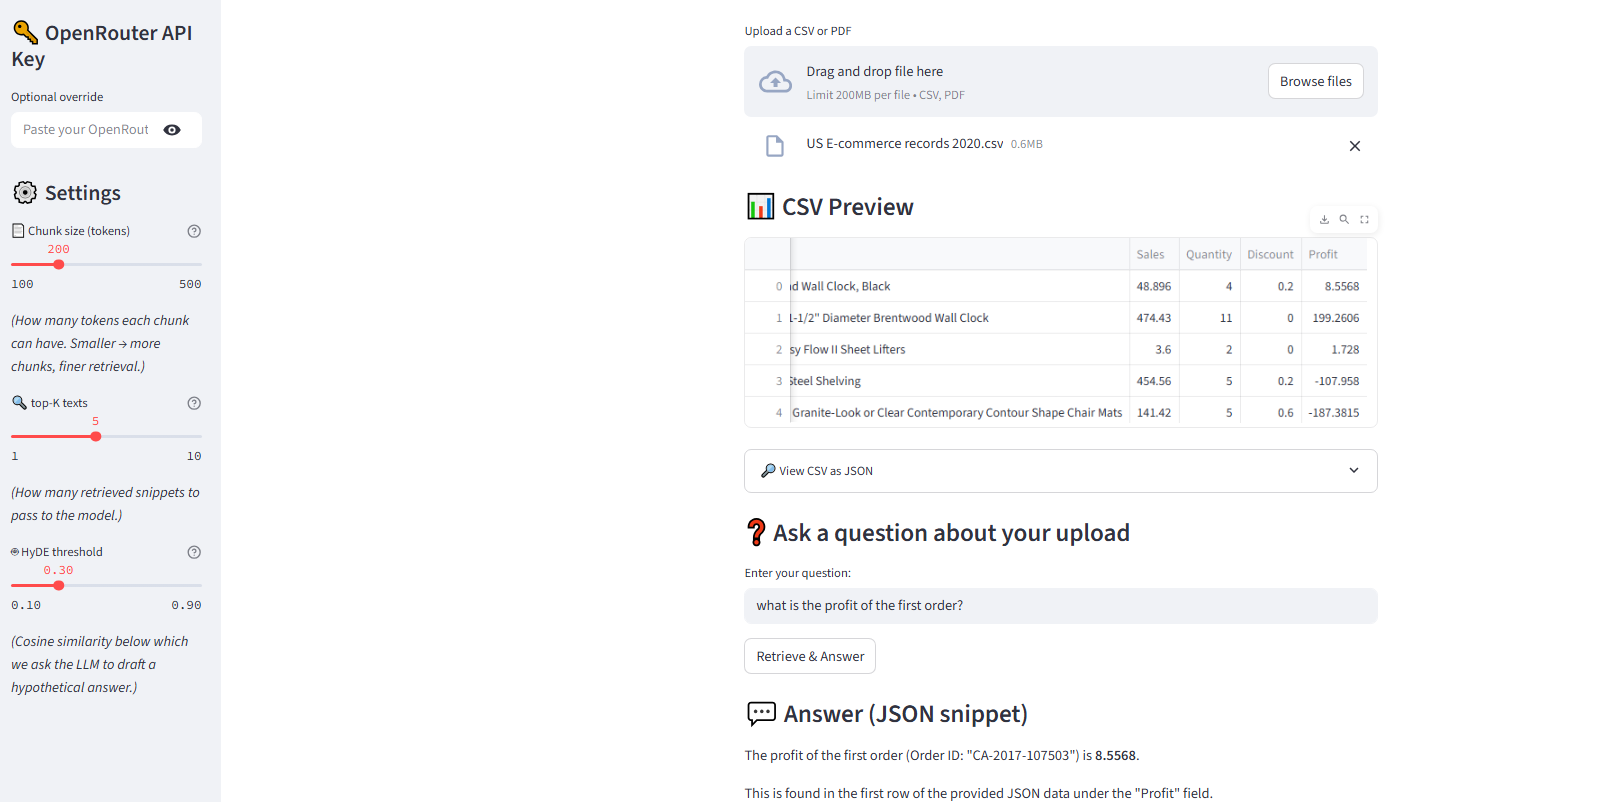 OpenRouter API
Key
Optional override
Paste your OpenRout
Settings
Chunk size (tokens)
200
100 500
(How many tokens each chunk
can have. Smaller → more
chunks, finer retrieval.)
top-K texts
5
1 10
(How many retrieved snippets to
pass to the model.)
HyDE threshold
0.30
0.10 0.90
(Cosine similarity below which
we ask the LLM to draft a
hypothetical answer.)
Upload a CSV or PDF
Drag and drop file here
Limit 200MB per file • CSV, PDF
Browse files
US E-commerce records 2020.csv 0.6MB
CSV Preview
Sales Quantity Discount Profit
0 nd Wall Clock, Black 48.896 4 0.2 8.5568
1 1-1/2" Diameter Brentwood Wall Clock 474.43 11 0 199.2606
2 sy Flow II Sheet Lifters 3.6 2 0 1.728
3 Steel Shelving 454.56 5 0.2 -107.958
4 Granite-Look or Clear Contemporary Contour Shape Chair Mats 141.42 5 0.6 -187.3815
View CSV as JSON
Ask a question about your upload
Enter your question:
what is the profit of the first order?
Retrieve & Answer
Answer (JSON snippet)
The profit of the first order (Order ID: "CA-2017-107503") is 8.5568.
This is found in the first row of the provided JSON data under the "Profit" field.